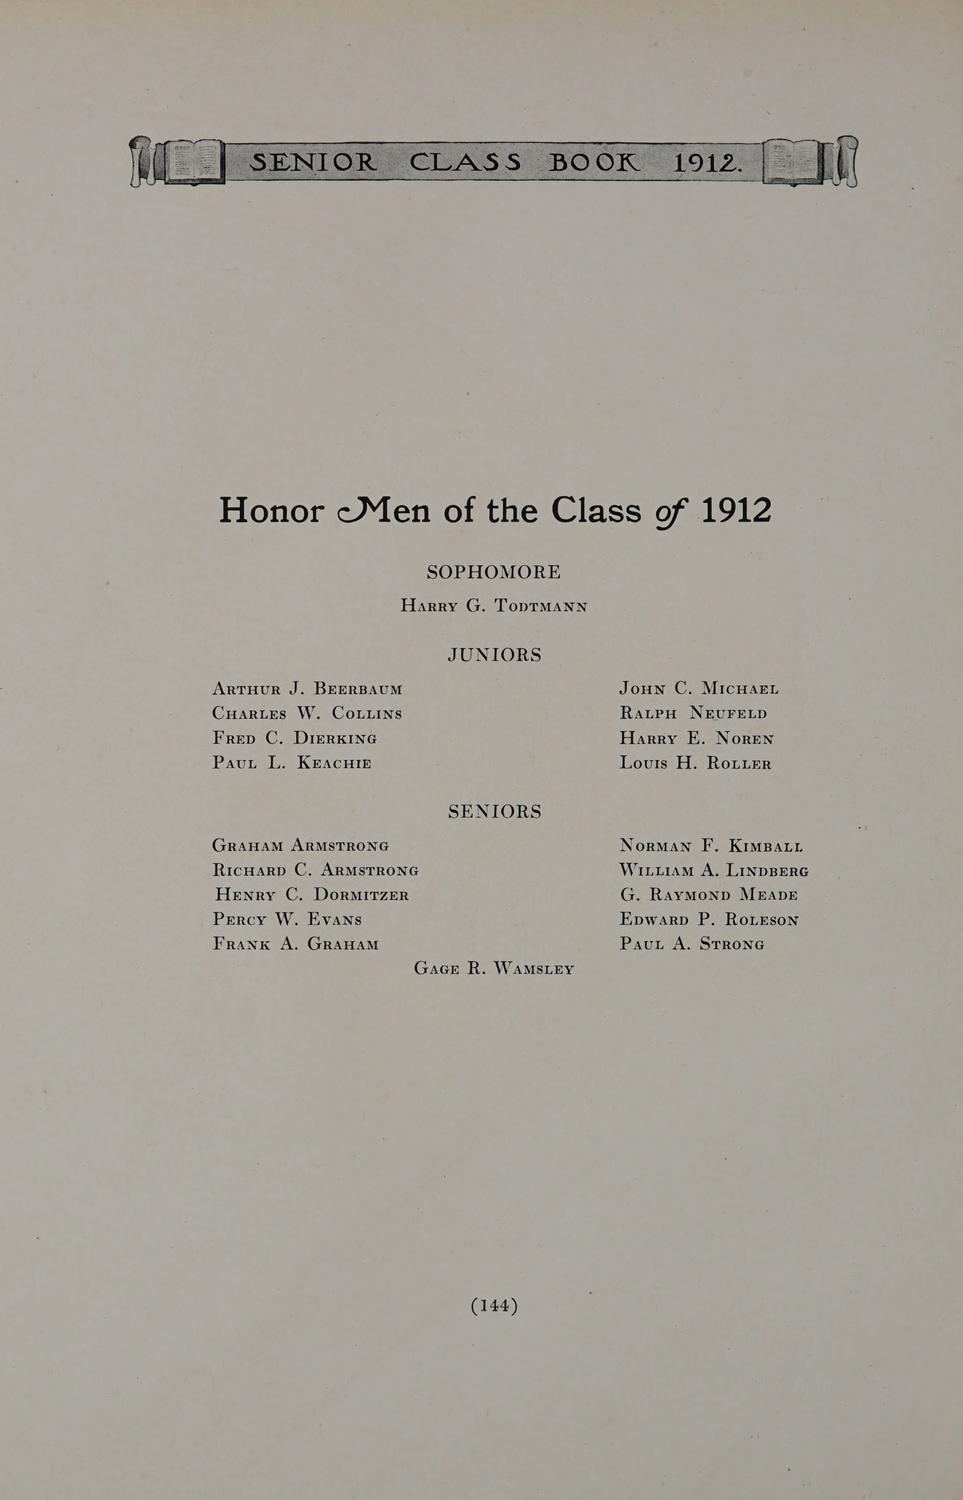 SENIOR CLASS BOOK 1912.
Honor Men of the Class of 1912
SOPHOMORE
Harry G. Todtmann
JUNIORS
Arthur J. Beerbaum
Charles W. Collins
Fred C. Dierking
Paul L. Keachie
John C. Michael
Ralph Neufeld
Harry E. Noren
Louis H. Roller
SENIORS
Graham Armstrong
Richard C. Armstrong
Henry C. Dormitzer
Percy W. Evans
Frank A. Graham
Norman F. Kimball
William A. Lindberg
G. Raymond Meade
Edward P. Roleson
Paul A. Strong
Gage R. Wamsley
(144)